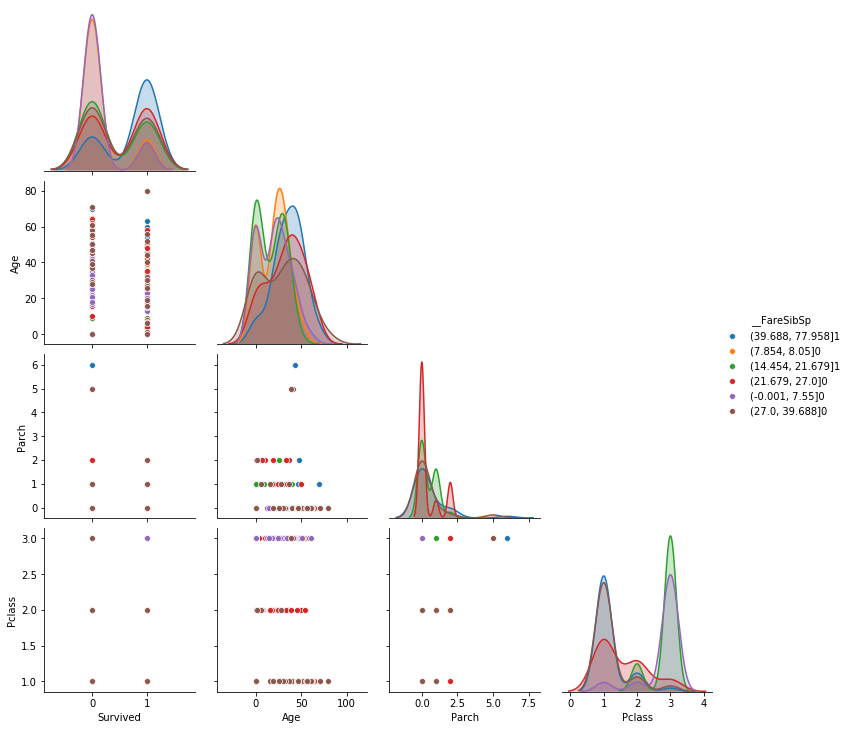 Age
80
60
40
20
0
__FareSibSp
(39.688, 77.958]1
(7.854, 8.05]0
(14.454, 21.679]1
(21.679, 27.0]0
(-0.001, 7.55]0
(27.0, 39.688]0
Parch
6
5
4
3
2
1
0
Pclass
3.0
2.5
2.0
1.5
1.0
0 1
0 50 100
0.0 2.5 5.0 7.5
0 1 2 3 4
Survived
Age
Parch
Pclass